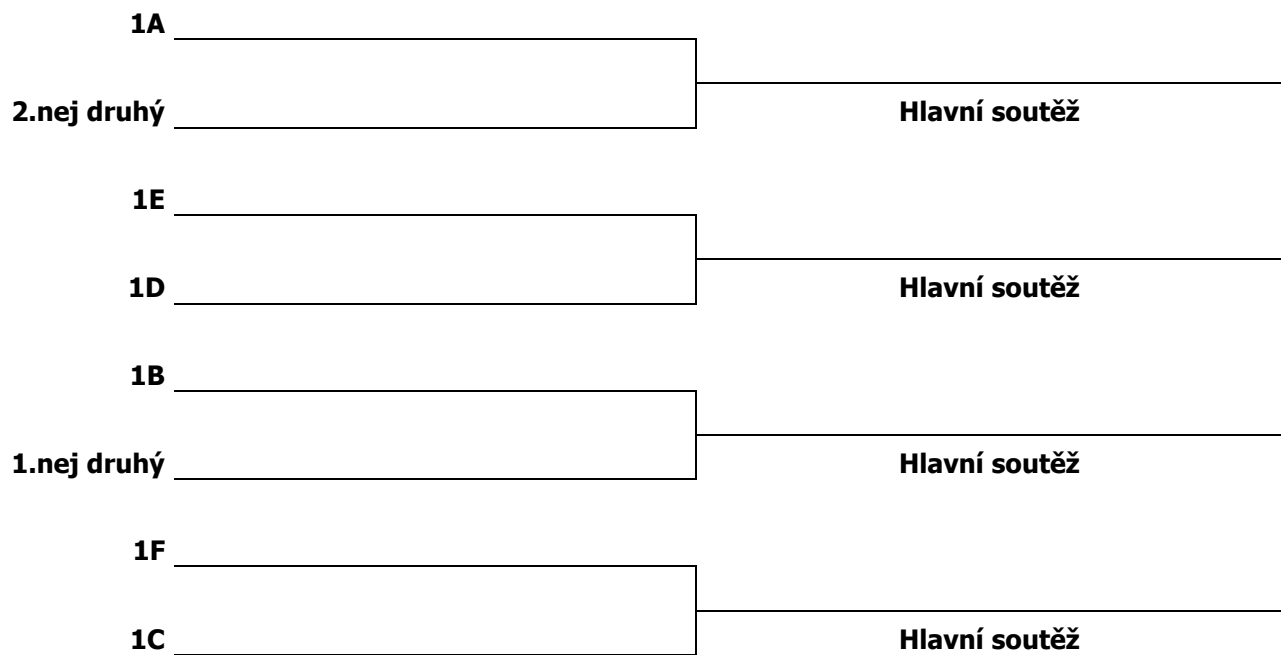 1A
2.nej druhý
Hlavní soutěž
1E
1D
Hlavní soutěž
1B
1.nej druhý
Hlavní soutěž
1F
1C
Hlavní soutěž